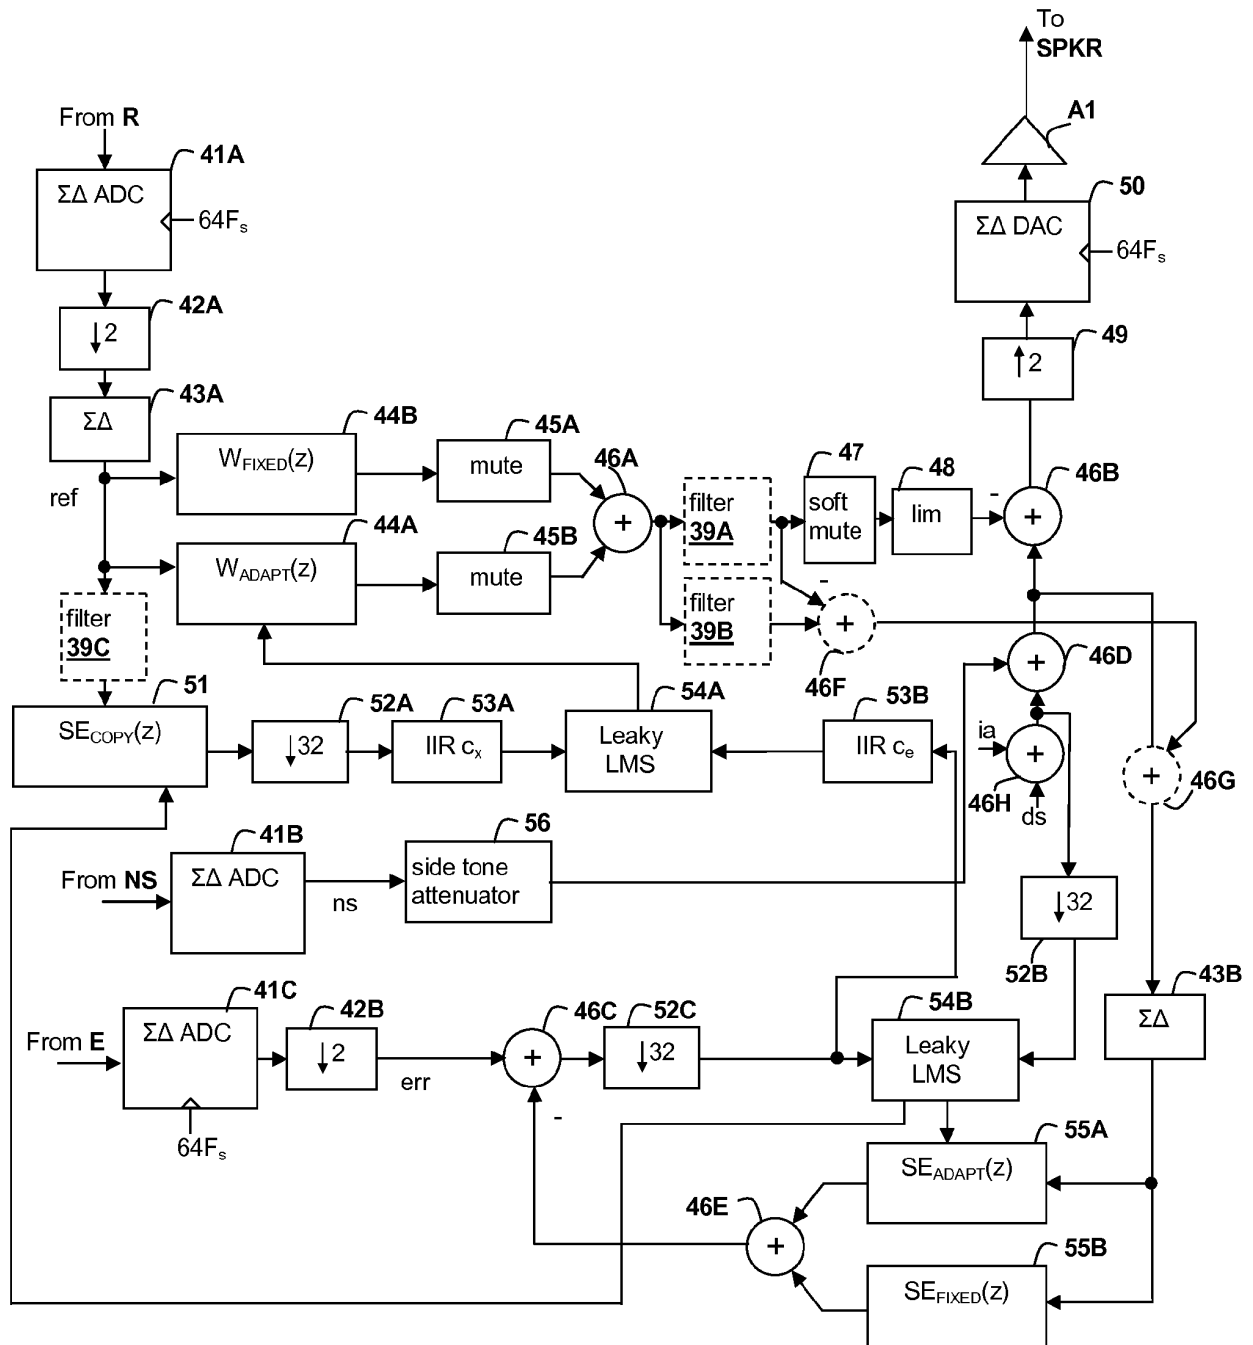 To
SPKR
From R
41A
A1
ΣΔ ADC
64Fs
50
ΣΔ DAC
64Fs
42A
↓2
49
↑2
43A
ΣΔ
44B
WFIXED(z)
45A
mute
46A
+
47
soft
mute
48
lim
-
46B
+
ref
filter
39A
44A
WADAPT(z)
45B
mute
filter
39B
-
+
46F
filter
39C
+
46D
51
SECOPY(z)
52A
↓32
53A
IIR cx
54A
Leaky
LMS
53B
IIR ce
ia
+
46H
ds
+
46G
41B
ΣΔ ADC
56
side tone
attenuator
From NS
ns
↓32
52B
43B
ΣΔ
41C
ΣΔ ADC
42B
↓2
46C
+
52C
↓32
54B
Leaky
LMS
From E
err
-
64Fs
55A
SEADAPT(z)
46E
+
55B
SEFIXED(z)